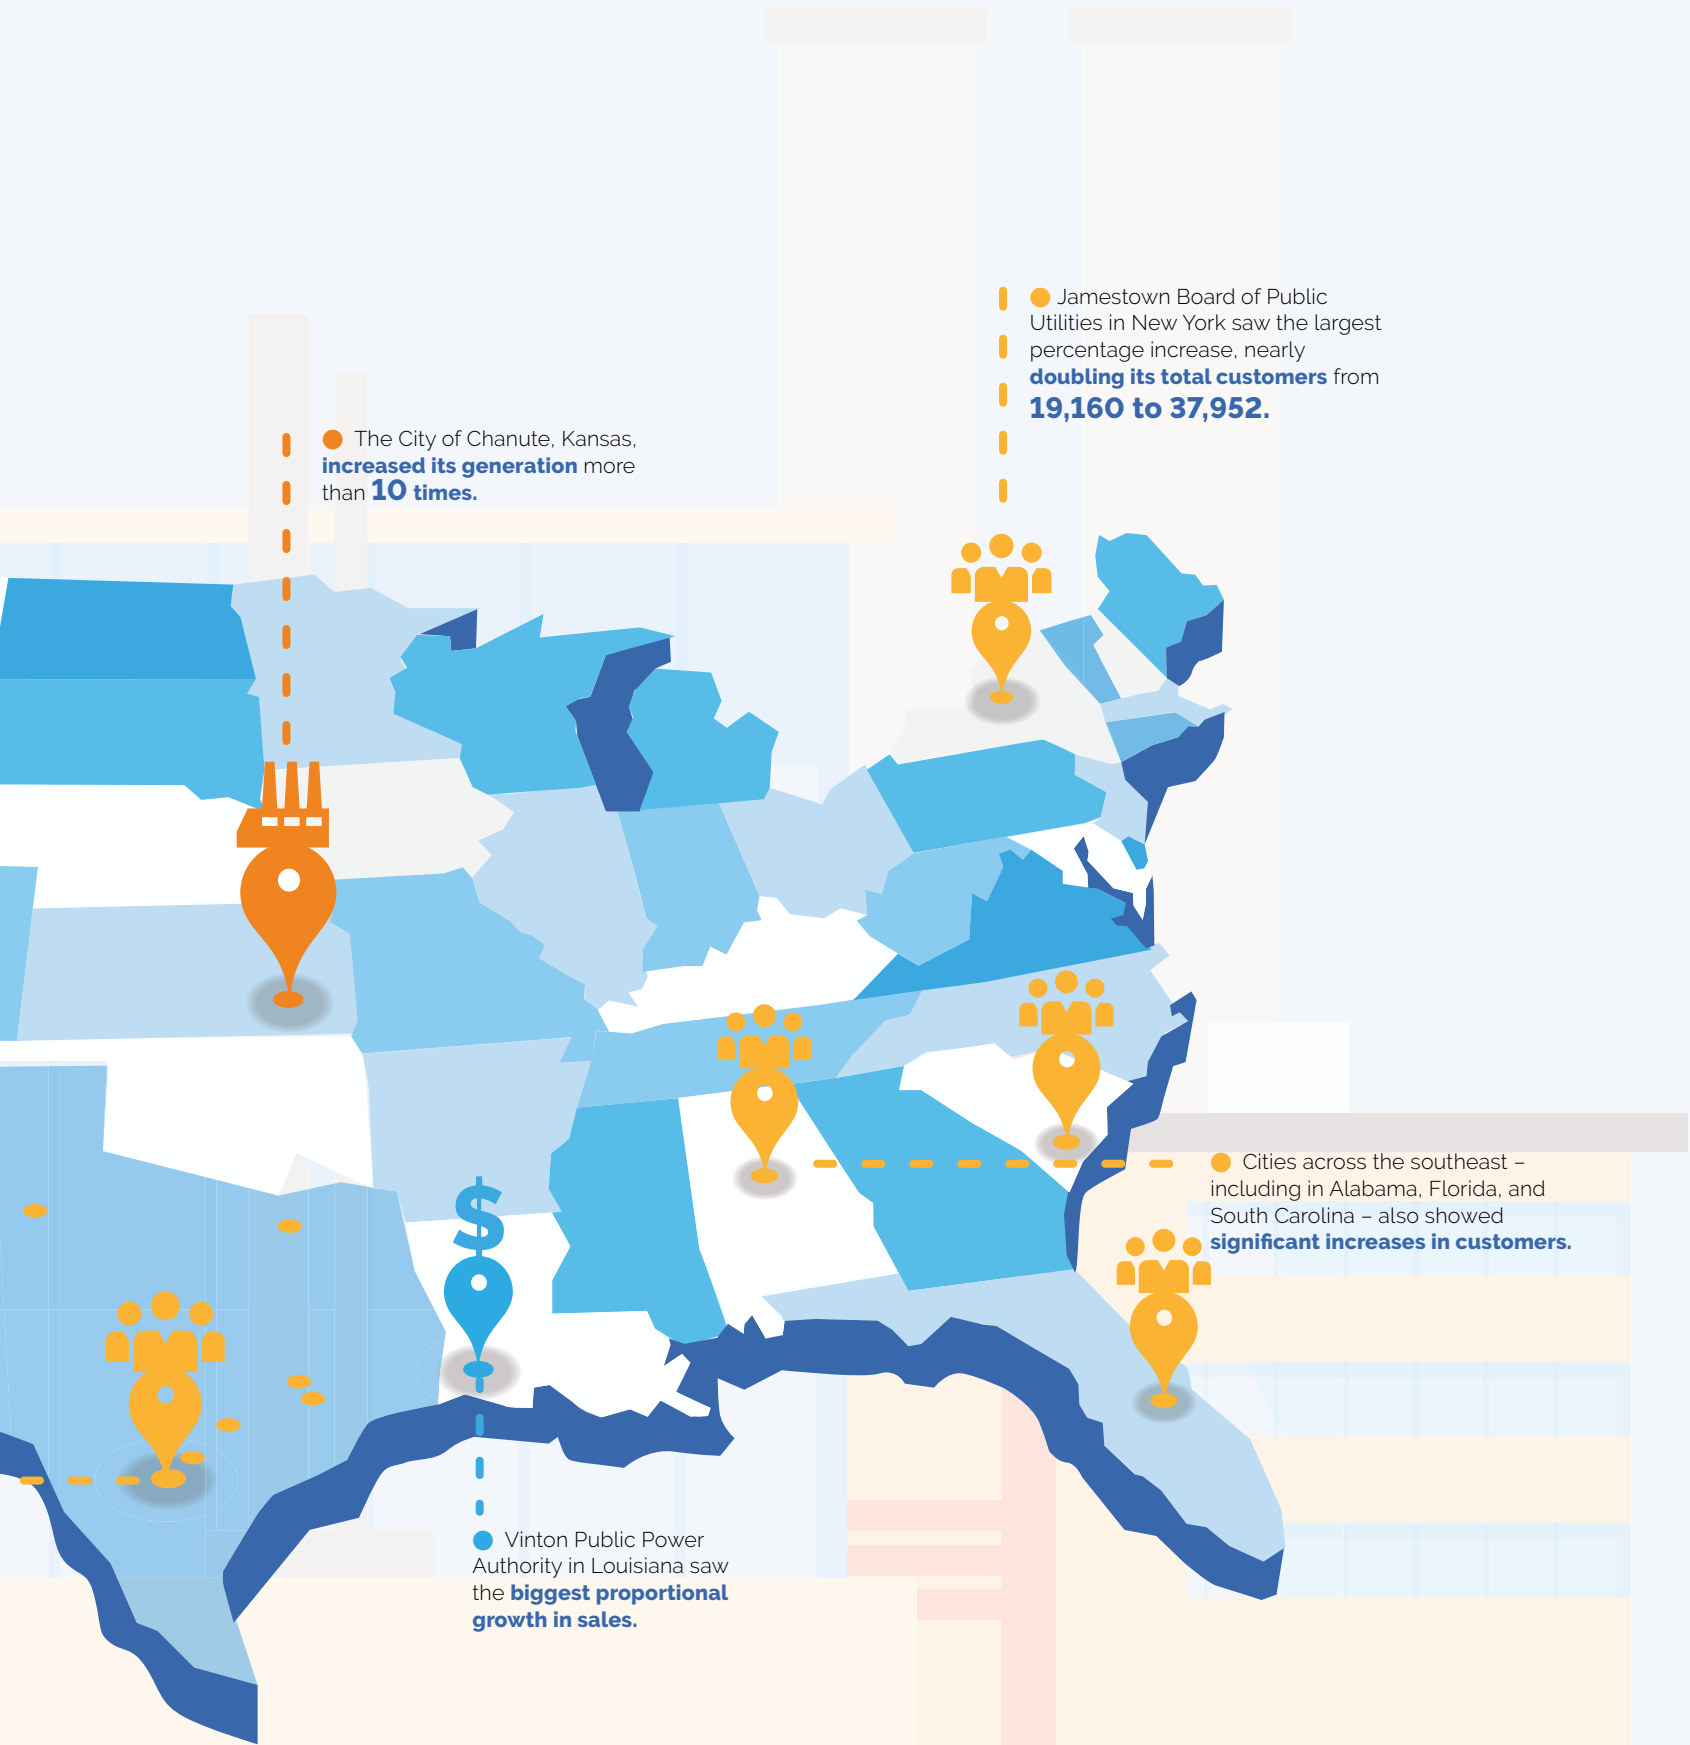 Jamestown Board of Public
Utilities in New York saw the largest
percentage increase, nearly
doubling its total customers from
19,160 to 37,952.
The City of Chanute, Kansas,
increased its generation more
than 10 times.
$
Cities across the southeast –
including in Alabama, Florida, and
South Carolina – also showed
significant increases in customers.
Vinton Public Power
Authority in Louisiana saw
the biggest proportional
growth in sales.